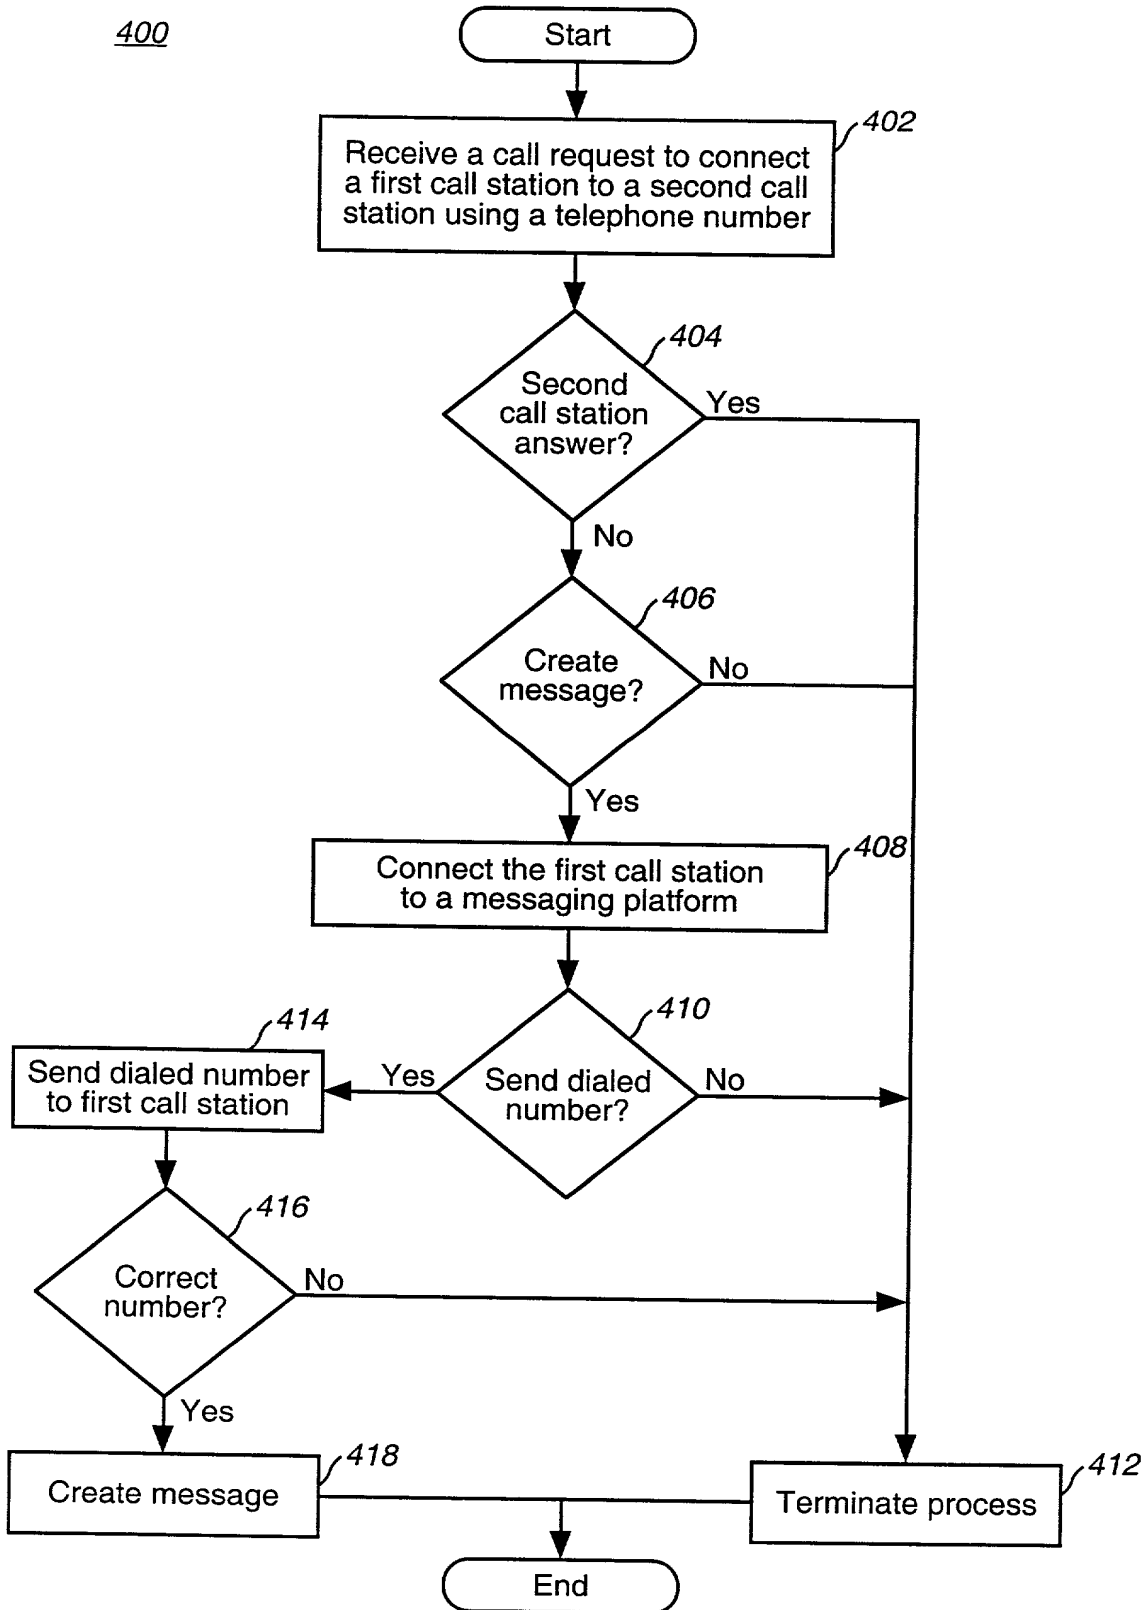 400
Start
402
Receive a call request to connect
a first call station to a second call
station using a telephone number
404
Second
call station
answer?
Yes
No
406
Create
message?
No
Yes
408
Connect the first call station
to a messaging platform
410
Send dialed
number?
Yes
No
414
Send dialed number
to first call station
416
Correct
number?
No
Yes
418
Create message
412
Terminate process
End